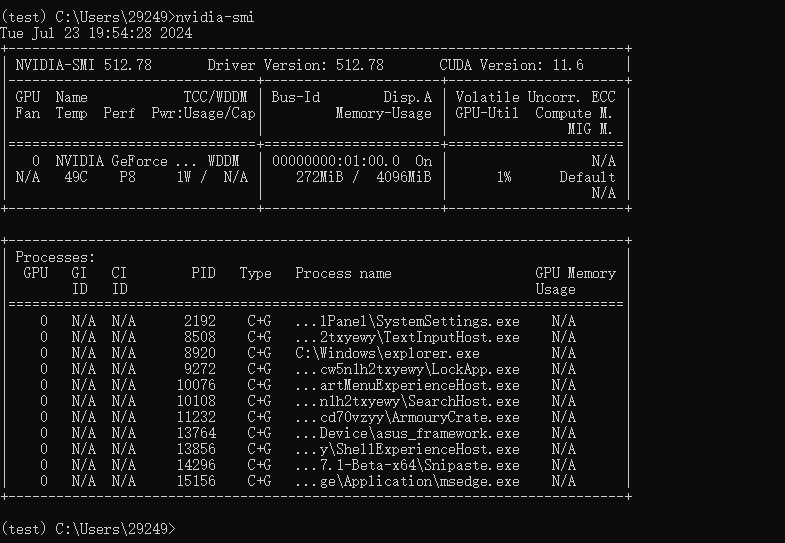 (test) C:\Users\29249>nvidia-smi
Tue Jul 23 19:54:28 2024
+-----------------------------------------------------------------------------+
| NVIDIA-SMI 512.78       Driver Version: 512.78       CUDA Version: 11.6     |
|-------------------------------+----------------------+----------------------+
| GPU  Name            TCC/WDDM | Bus-Id        Disp.A | Volatile Uncorr. ECC |
| Fan  Temp  Perf  Pwr:Usage/Cap|         Memory-Usage | GPU-Util  Compute M. |
|                               |                      |               MIG M. |
|===============================+======================+======================|
|   0  NVIDIA GeForce ... WDDM  | 00000000:01:00.0  On |                  N/A |
| N/A   49C    P8     1W /  N/A |    272MiB /  4096MiB |      1%      Default |
|                               |                      |                  N/A |
+-------------------------------+----------------------+----------------------+
+-----------------------------------------------------------------------------+
| Processes:                                                                  |
|  GPU   GI   CI        PID   Type   Process name                  GPU Memory |
|        ID   ID                                                   Usage      |
|=============================================================================|
|    0   N/A  N/A      2192    C+G   ...lPanel\SystemSettings.exe    N/A      |
|    0   N/A  N/A      8508    C+G   ...2txyewy\TextInputHost.exe    N/A      |
|    0   N/A  N/A      8920    C+G   C:\Windows\explorer.exe         N/A      |
|    0   N/A  N/A      9272    C+G   ...cw5n1h2txyewy\LockApp.exe    N/A      |
|    0   N/A  N/A     10076    C+G   ...artMenuExperienceHost.exe    N/A      |
|    0   N/A  N/A     10108    C+G   ...n1h2txyewy\SearchHost.exe    N/A      |
|    0   N/A  N/A     11232    C+G   ...cd70vzyy\ArmouryCrate.exe    N/A      |
|    0   N/A  N/A     13764    C+G   ...Device\asus_framework.exe    N/A      |
|    0   N/A  N/A     13856    C+G   ...y\ShellExperienceHost.exe    N/A      |
|    0   N/A  N/A     14296    C+G   ...7.1-Beta-x64\Snipaste.exe    N/A      |
|    0   N/A  N/A     15156    C+G   ...ge\Application\msedge.exe    N/A      |
+-----------------------------------------------------------------------------+
(test) C:\Users\29249>